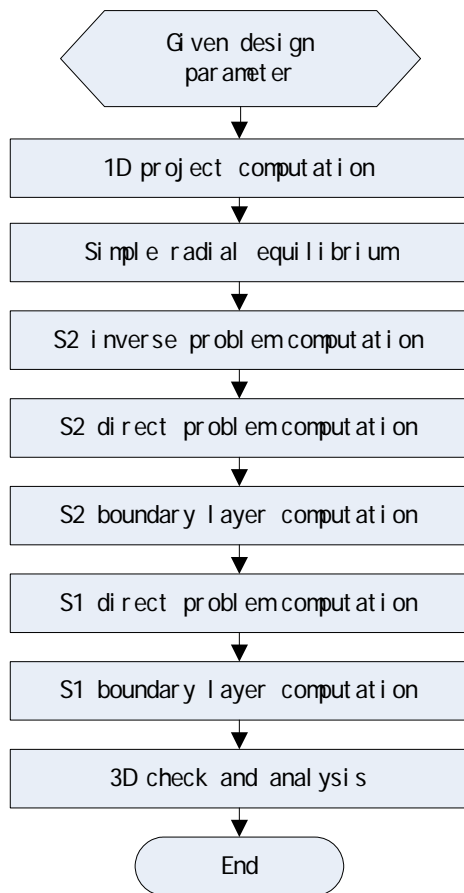 Given design
parameter
1D project computation
Simple radial equilibrium
S2 inverse problem computation
S2 direct problem computation
S2 boundary layer computation
S1 direct problem computation
S1 boundary layer computation
3D check and analysis
End